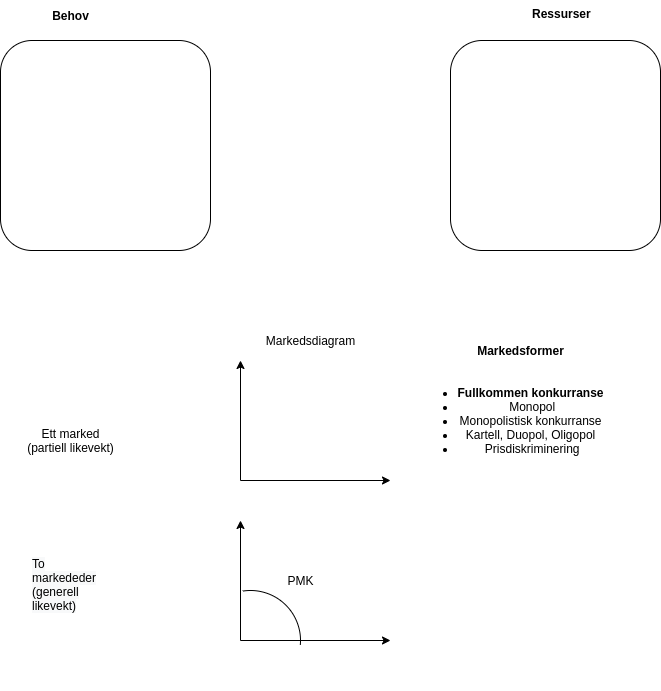 Behov
Ressurser
Markedsdiagram
Markedsformer
Fullkommen konkurranse
Monopol
Monopolistisk konkurranse
Kartell, Duopol, Oligopol
Prisdiskriminering
Ett marked
(partiell likevekt)
To
markededer
(generell
likevekt)
PMK